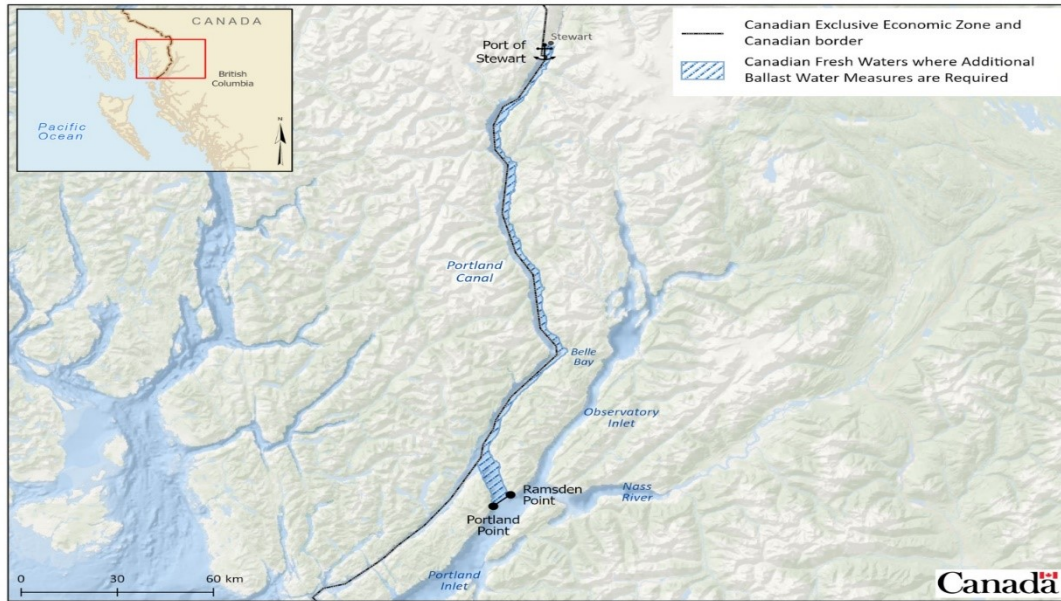 CANADA
British
Columbia
Pacific
Ocean
N
Port of
Stewart
Stewart
Canadian Exclusive Economic Zone and
Canadian border
Canadian Fresh Waters where Additional
Ballast Water Measures are Required
Portland
Canal
Belle
Bay
Observatory
Inlet
Nass
River
Ramsden
Point
Portland
Point
Portland
Inlet
0 30 60 km
Canada